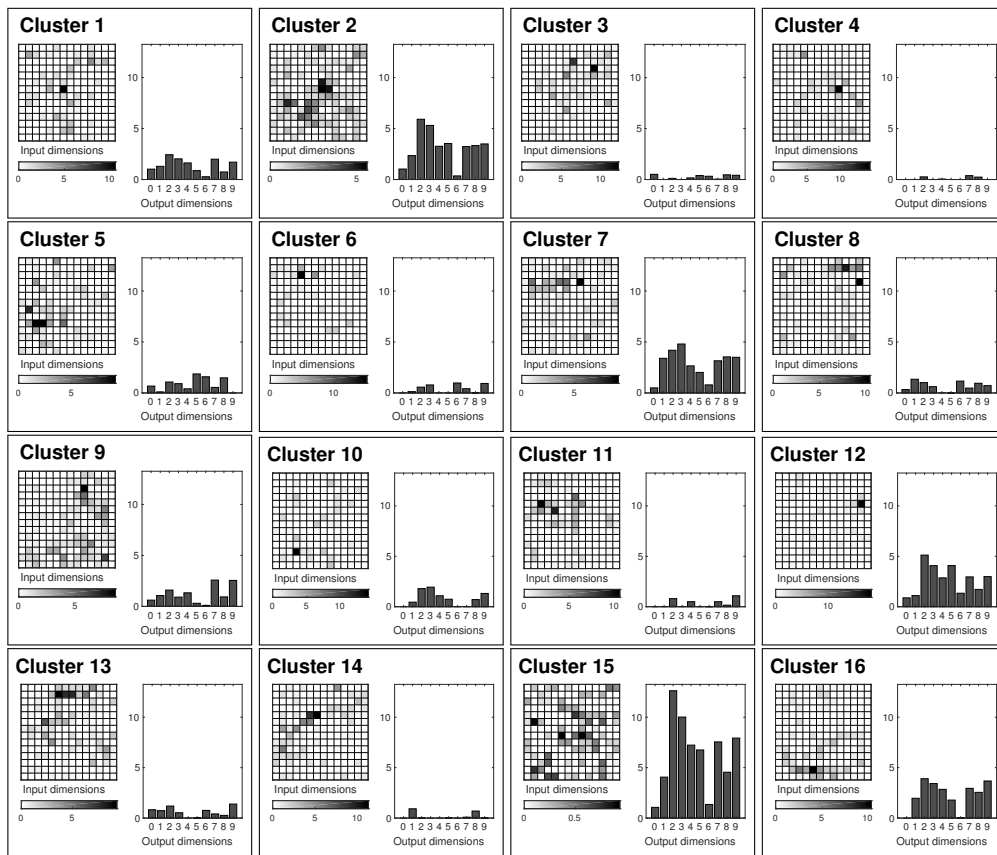 Cluster 1
10
5
0
Input dimensions
0 5 10
0 1 2 3 4 5 6 7 8 9
Output dimensions
Cluster 2
10
5
0
Input dimensions
5
0 1 2 3 4 5 6 7 8 9
Output dimensions
Cluster 3
10
5
0
Input dimensions
0 5 10
0 1 2 3 4 5 6 7 8 9
Output dimensions
Cluster 4
10
5
0
Input dimensions
0 5 10
0 1 2 3 4 5 6 7 8 9
Output dimensions
Cluster 5
10
5
0
Input dimensions
5
0 1 2 3 4 5 6 7 8 9
Output dimensions
Cluster 6
10
5
0
Input dimensions
0 5 10 15
0 1 2 3 4 5 6 7 8 9
Output dimensions
Cluster 7
10
5
0
Input dimensions
0 5
0 1 2 3 4 5 6 7 8 9
Output dimensions
Cluster 8
10
5
0
Input dimensions
0 5
0 1 2 3 4 5 6 7 8 9
Output dimensions
Cluster 9
10
5
0
Input dimensions
0 5
0 1 2 3 4 5 6 7 8 9
Output dimensions
Cluster 10
10
5
0
Input dimensions
0 5 10
0 1 2 3 4 5 6 7 8 9
Output dimensions
Cluster 11
10
5
0
Input dimensions
0 5 10
0 1 2 3 4 5 6 7 8 9
Output dimensions
Cluster 12
10
5
0
Input dimensions
10
0 1 2 3 4 5 6 7 8 9
Output dimensions
Cluster 13
10
5
0
Input dimensions
0 5
0 1 2 3 4 5 6 7 8 9
Output dimensions
Cluster 14
10
5
0
Input dimensions
0 5 10
0 1 2 3 4 5 6 7 8 9
Output dimensions
Cluster 15
10
5
0
Input dimensions
0.5
0 1 2 3 4 5 6 7 8 9
Output dimensions
Cluster 16
10
5
0
Input dimensions
0 5 10
0 1 2 3 4 5 6 7 8 9
Output dimensions